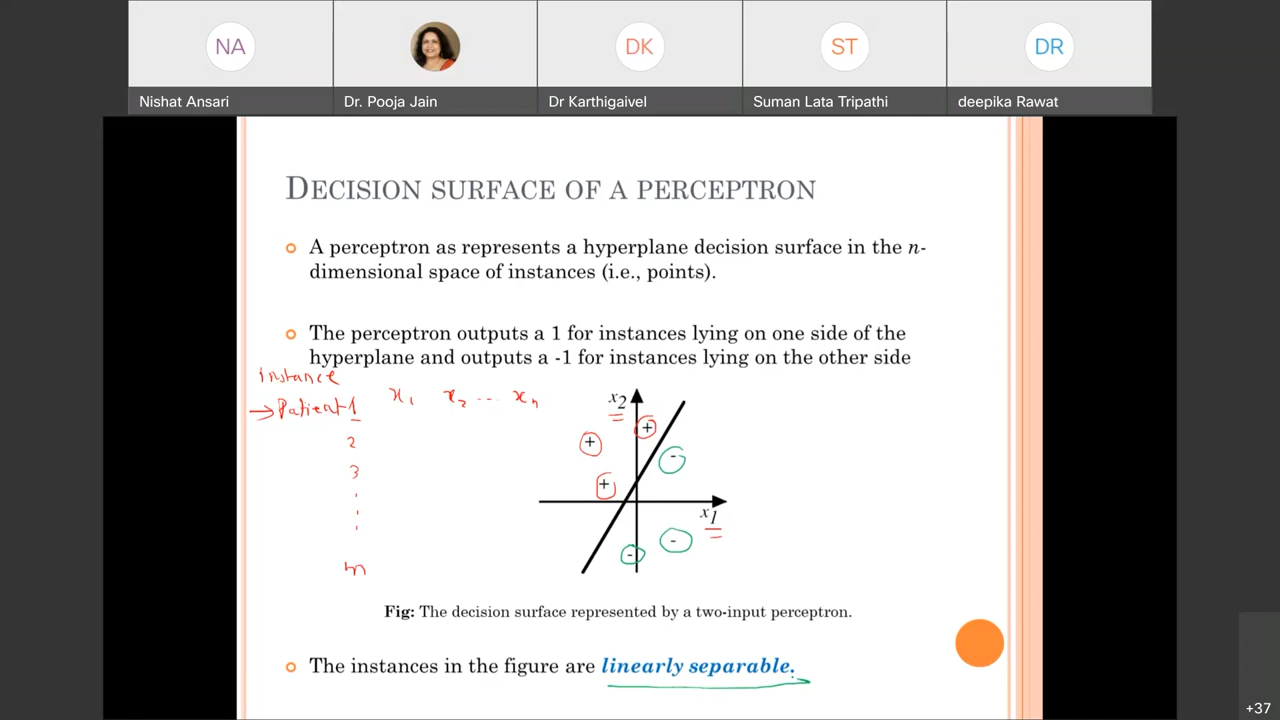 NA
DK
ST
DR
Nishat Ansari
Dr. Pooja Jain
Dr Karthigaivel
Suman Lata Tripathi
deepika Rawat
DECISION SURFACE OF A PERCEPTRON
A perceptron as represents a hyperplane decision surface in the n-
dimensional space of instances (i.e., points).
The perceptron outputs a 1 for instances lying on one side of the
hyperplane and outputs a -1 for instances lying on the other side
instance
→Patient 1 x1 x2 ... xn
2
3
m
x2
+
+
-
+
x1
-
-
Fig: The decision surface represented by a two-input perceptron.
The instances in the figure are linearly separable.
+37